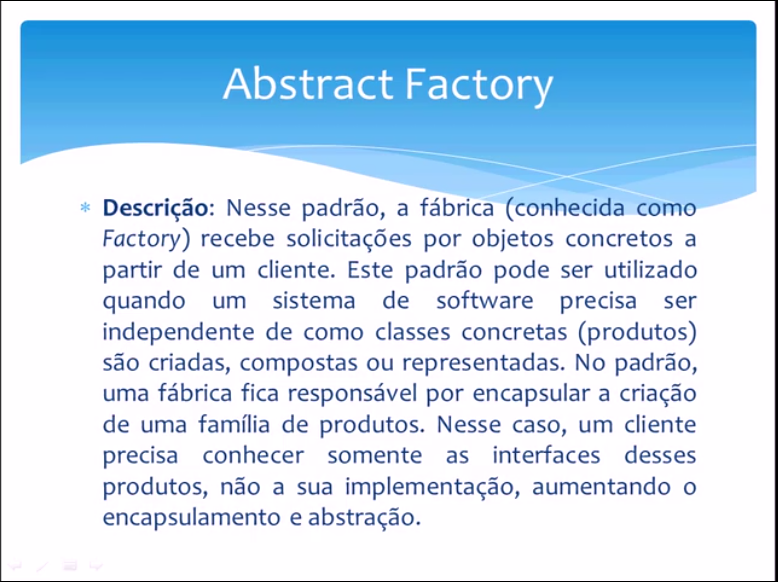 Abstract Factory
* Descrição: Nesse padrão, a fábrica (conhecida como
Factory) recebe solicitações por objetos concretos a
partir de um cliente. Este padrão pode ser utilizado
quando um sistema de software precisa ser
independente de como classes concretas (produtos)
são criadas, compostas ou representadas. No padrão,
uma fábrica fica responsável por encapsular a criação
de uma família de produtos. Nesse caso, um cliente
precisa conhecer somente as interfaces desses
produtos, não a sua implementação, aumentando o
encapsulamento e abstração.